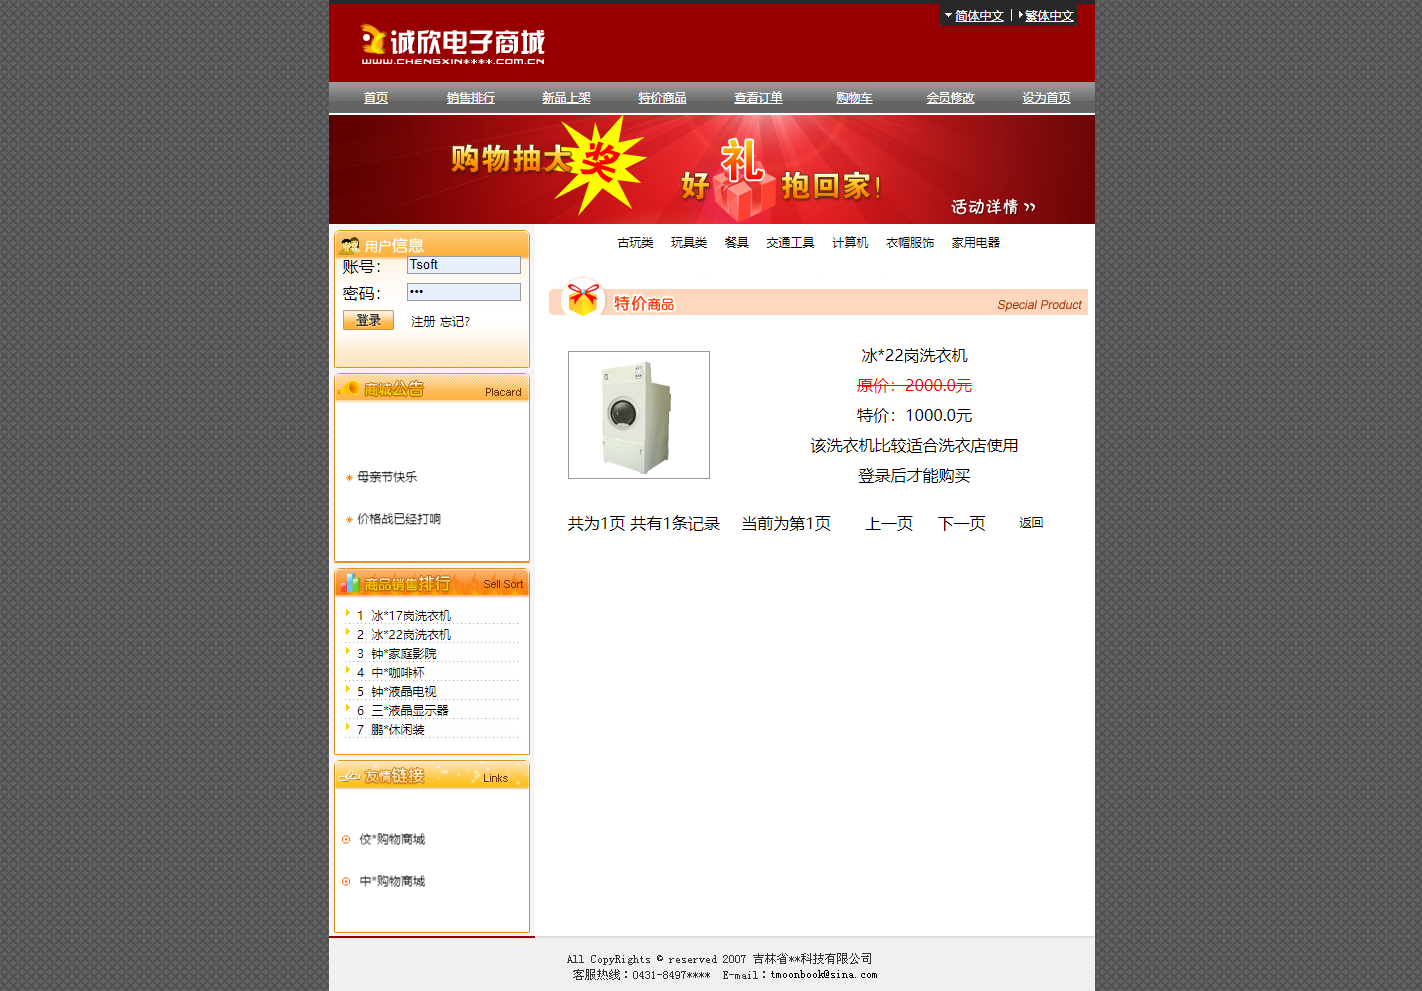 简体中文 | 繁体中文
诚欣电子商城
WWW.CHENGXIN****.COM.CN
首页 销售排行 新品上架 特价商品 查看订单 购物车 会员修改 设为首页
购物抽大奖
好礼抱回家!
活动详情 >>
古玩类 玩具类 餐具 交通工具 计算机 衣帽服饰 家用电器
用户信息
账号： Tsoft
密码： •••
登录 注册 忘记?
商城公告 Placard
母亲节快乐
价格战已经打响
商品销售排行 Sell Sort
1 冰*17岗洗衣机
2 冰*22岗洗衣机
3 钟*家庭影院
4 中*咖啡杯
5 钟*液晶电视
6 三*液晶显示器
7 鹏*休闲装
友情链接 Links
佼*购物商城
中*购物商城
特价商品 Special Product
冰*22岗洗衣机
原价：2000.0元
特价：1000.0元
该洗衣机比较适合洗衣店使用
登录后才能购买
共为1页 共有1条记录 当前为第1页 上一页 下一页 返回
All CopyRights © reserved 2007 吉林省**科技有限公司
客服热线：0431-8497**** E-mail：tmoonbook@sina.com